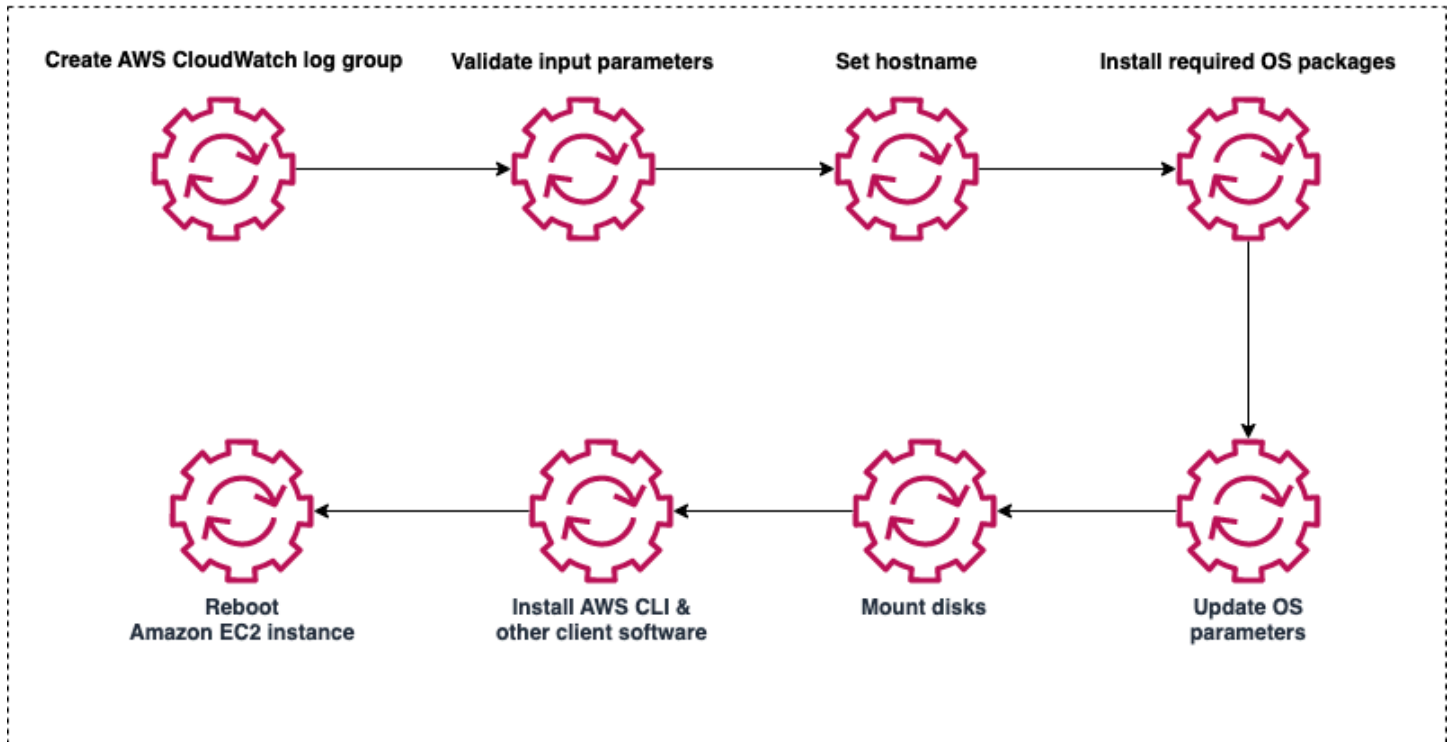 Create AWS CloudWatch log group
Validate input parameters
Set hostname
Install required OS packages
Reboot
Amazon EC2 instance
Install AWS CLI &
other client software
Mount disks
Update OS
parameters